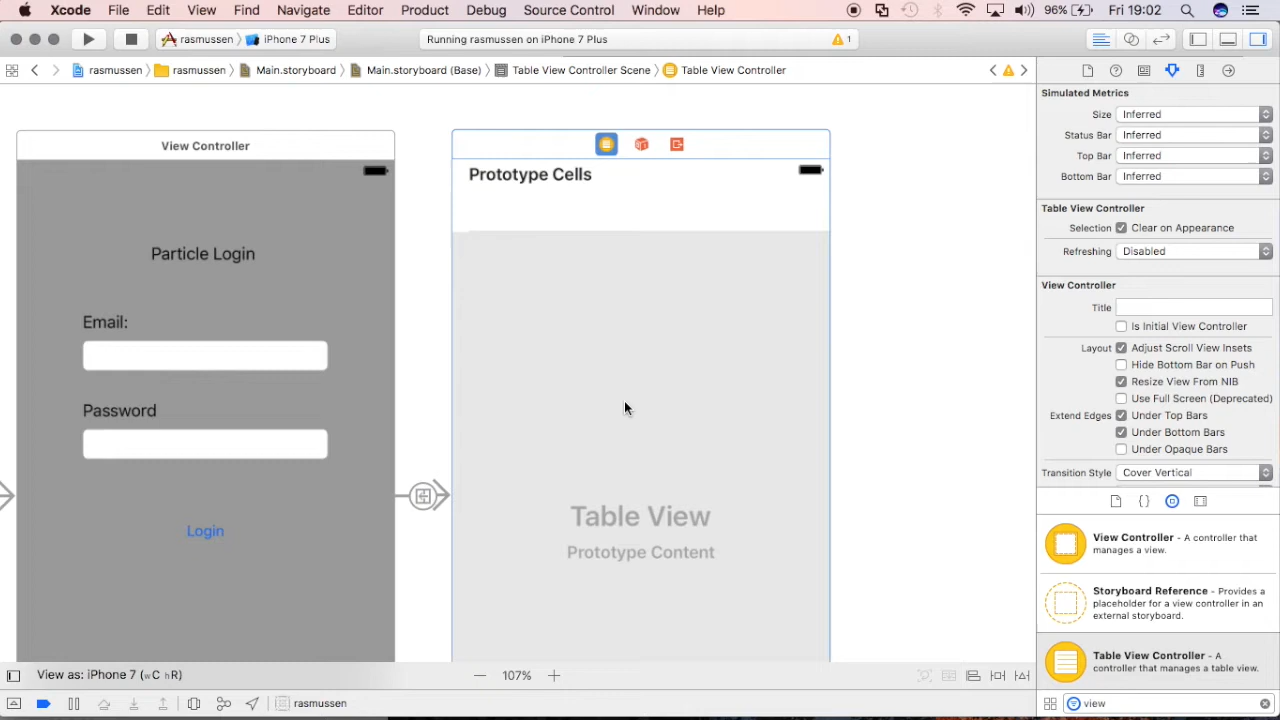 Xcode File Edit View Find Navigate Editor Product Debug Source Control Window Help 96% Fri 19:02
rasmussen iPhone 7 Plus Running rasmussen on iPhone 7 Plus 1
rasmussen rasmussen Main.storyboard Main.storyboard (Base) Table View Controller Scene Table View Controller
View Controller
Particle Login
Email:
Password
Login
Prototype Cells
Table View
Prototype Content
Simulated Metrics
Size Inferred
Status Bar Inferred
Top Bar Inferred
Bottom Bar Inferred
Table View Controller
Selection Clear on Appearance
Refreshing Disabled
View Controller
Title
Is Initial View Controller
Layout Adjust Scroll View Insets
Hide Bottom Bar on Push
Resize View From NIB
Use Full Screen (Deprecated)
Extend Edges Under Top Bars
Under Bottom Bars
Under Opaque Bars
Transition Style Cover Vertical
View Controller - A controller that
manages a view.
Storyboard Reference - Provides a
placeholder for a view controller in an
external storyboard.
Table View Controller - A
controller that manages a table view.
View as: iPhone 7 (wC hR) 107%
rasmussen
view